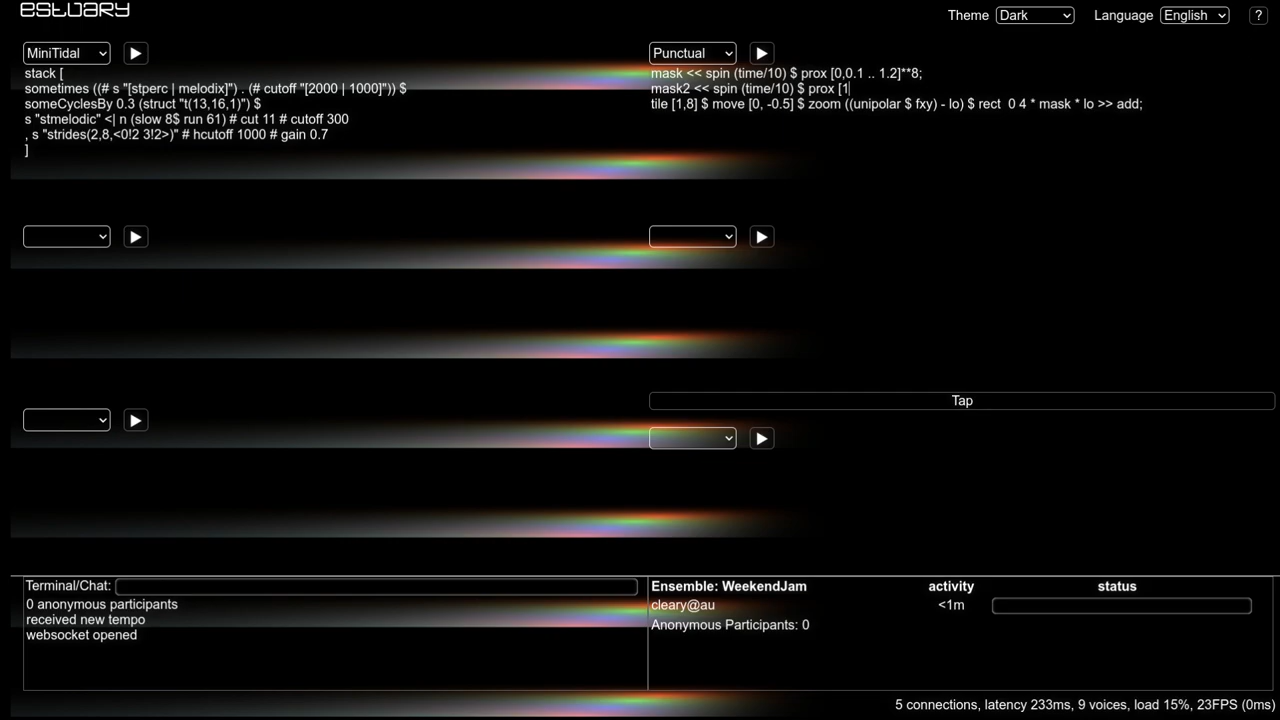 estuary
Theme Dark Language English ?
MiniTidal
stack [
sometimes ((# s "[stperc | melodix]") . (# cutoff "[2000 | 1000]")) $
someCyclesBy 0.3 (struct "t(13,16,1)") $
s "stmelodic" <| n (slow 8$ run 61) # cut 11 # cutoff 300
, s "strides(2,8,<0!2 3!2>)" # hcutoff 1000 # gain 0.7
]
Punctual
mask << spin (time/10) $ prox [0,0.1 .. 1.2]**8;
mask2 << spin (time/10) $ prox [1
tile [1,8] $ move [0, -0.5] $ zoom ((unipolar $ fxy) - lo) $ rect  0 4 * mask * lo >> add;
Tap
Terminal/Chat:
0 anonymous participants
received new tempo
websocket opened
Ensemble: WeekendJam activity status
cleary@au <1m
Anonymous Participants: 0
5 connections, latency 233ms, 9 voices, load 15%, 23FPS (0ms)